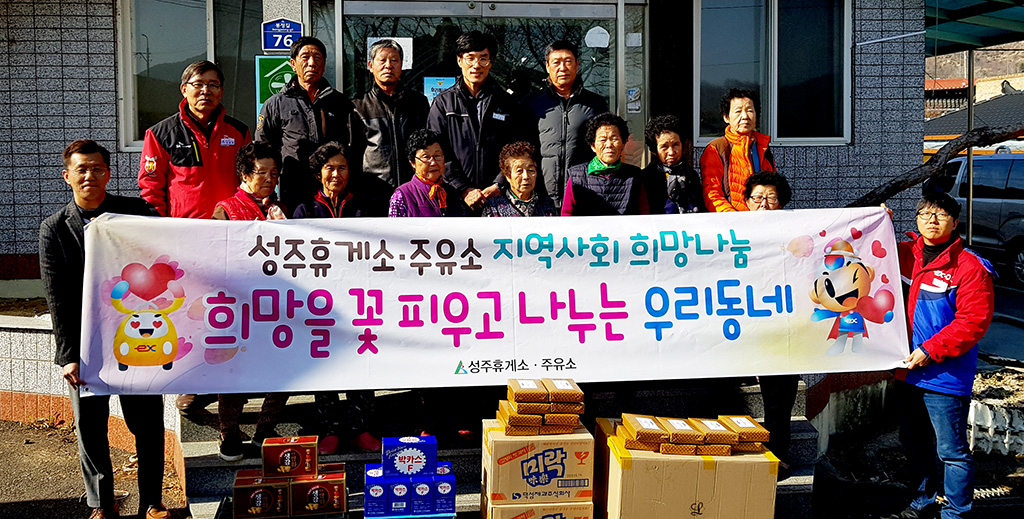 76
성주휴게소·주유소 지역사회 희망나눔
희망을 꽃 피우고 나누는 우리동네
ex
성주휴게소·주유소
박카스
F
미락